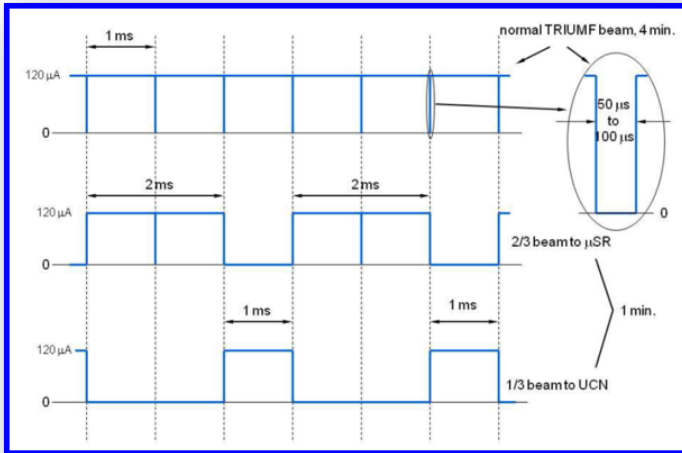 normal TRIUMF beam, 4 min.
1 ms
120 µA
0
50 µs
to
100 µs
0
2 ms
2 ms
120 µA
0
2/3 beam to µSR
1 min.
1 ms
1 ms
120 µA
0
1/3 beam to UCN